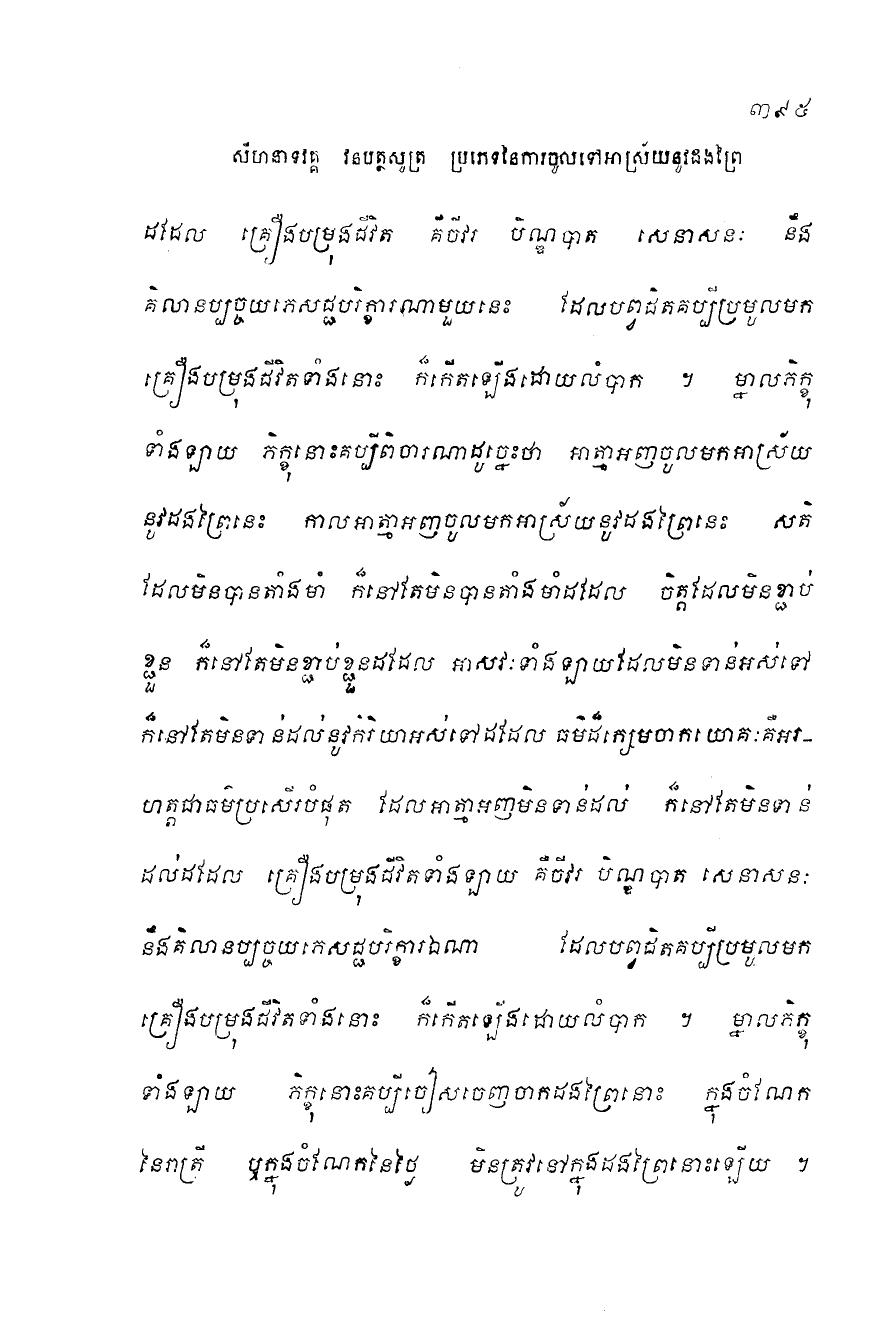 ៣៩៥
សីហនាទវគ្គ វនបត្ថសូត្រ ប្រភេទនៃការចូលទៅអាស្រ័យនូវដងព្រៃ
ដដែល គ្រឿងបម្រុងជីវិត គឺចីវរ បិណ្ឌបាត សេនាសនៈ នឹង
គិលានប្បច្ចយភេសជ្ជបរិក្ខារណាមួយនេះ ដែលបព្វជិតគប្បីប្រមូលមក
គ្រឿងបម្រុងជីវិតទាំងនោះ ក៏កើតឡើងដោយលំបាក ។ ម្នាលភិក្ខុ
ទាំងឡាយ ភិក្ខុនោះគប្បីពិចារណាដូច្នេះថា អាត្មាអញចូលមកអាស្រ័យ
នូវដងព្រៃនេះ កាលអាត្មាអញចូលមកអាស្រ័យនូវដងព្រៃនេះ សតិ
ដែលមិនបានតាំងមាំ ក៏នៅតែមិនបានតាំងមាំដដែល ចិត្តដែលមិនខ្ជាប់
ខ្ជួន ក៏នៅតែមិនខ្ជាប់ខ្ជួនដដែល អាសវៈទាំងឡាយដែលមិនទាន់អស់ទៅ
ក៏នៅតែមិនទាន់ដល់នូវកិរិយាអស់ទៅដដែល ធម៌ដ៏ក្សេមចាកយោគៈគឺអរ-
ហត្តជាធម៌ប្រសើរបំផុត ដែលអាត្មាអញមិនទាន់ដល់ ក៏នៅតែមិនទាន់
ដល់ដដែល គ្រឿងបម្រុងជីវិតទាំងឡាយ គឺចីវរ បិណ្ឌបាត សេនាសនៈ
នឹងគិលានប្បច្ចយភេសជ្ជបរិក្ខារឯណា ដែលបព្វជិតគប្បីប្រមូលមក
គ្រឿងបម្រុងជីវិតទាំងនោះ ក៏កើតឡើងដោយលំបាក ។ ម្នាលភិក្ខុ
ទាំងឡាយ ភិក្ខុនោះគប្បីចៀសចេញចាកដងព្រៃនោះ ក្នុងចំណែក
នៃរាត្រី ឬក្នុងចំណែកនៃថ្ងៃ មិនត្រូវនៅក្នុងដងព្រៃនោះឡើយ ។